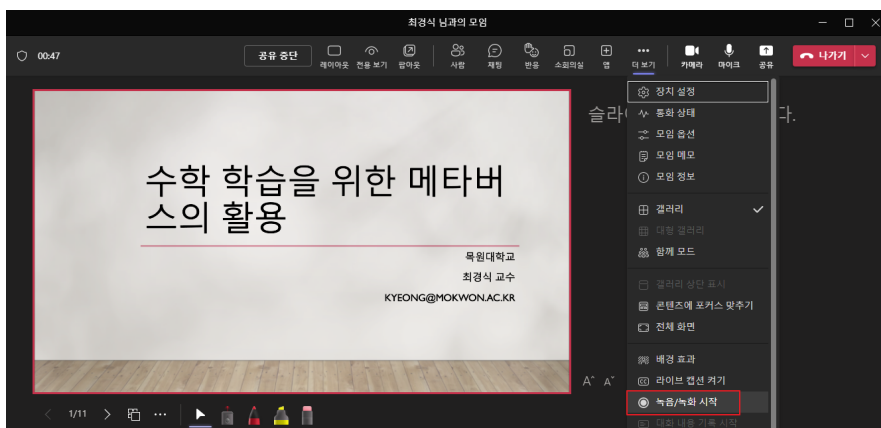 최경식 님과의 모임
00:47
공유 중단
레이아웃 전용 보기 팝아웃 사람 채팅 반응 소회의실 앱 더 보기 카메라 마이크 공유
나가기
수학 학습을 위한 메타버
스의 활용
목원대학교
최경식 교수
KYEONG@MOKWON.AC.KR
슬라
다.
장치 설정
통화 상태
모임 옵션
모임 메모
모임 정보
갤러리
대형 갤러리
함께 모드
갤러리 상단 표시
콘텐츠에 포커스 맞추기
전체 화면
배경 효과
라이브 캡션 켜기
녹음/녹화 시작
대화 내용 기록 시작
1/11